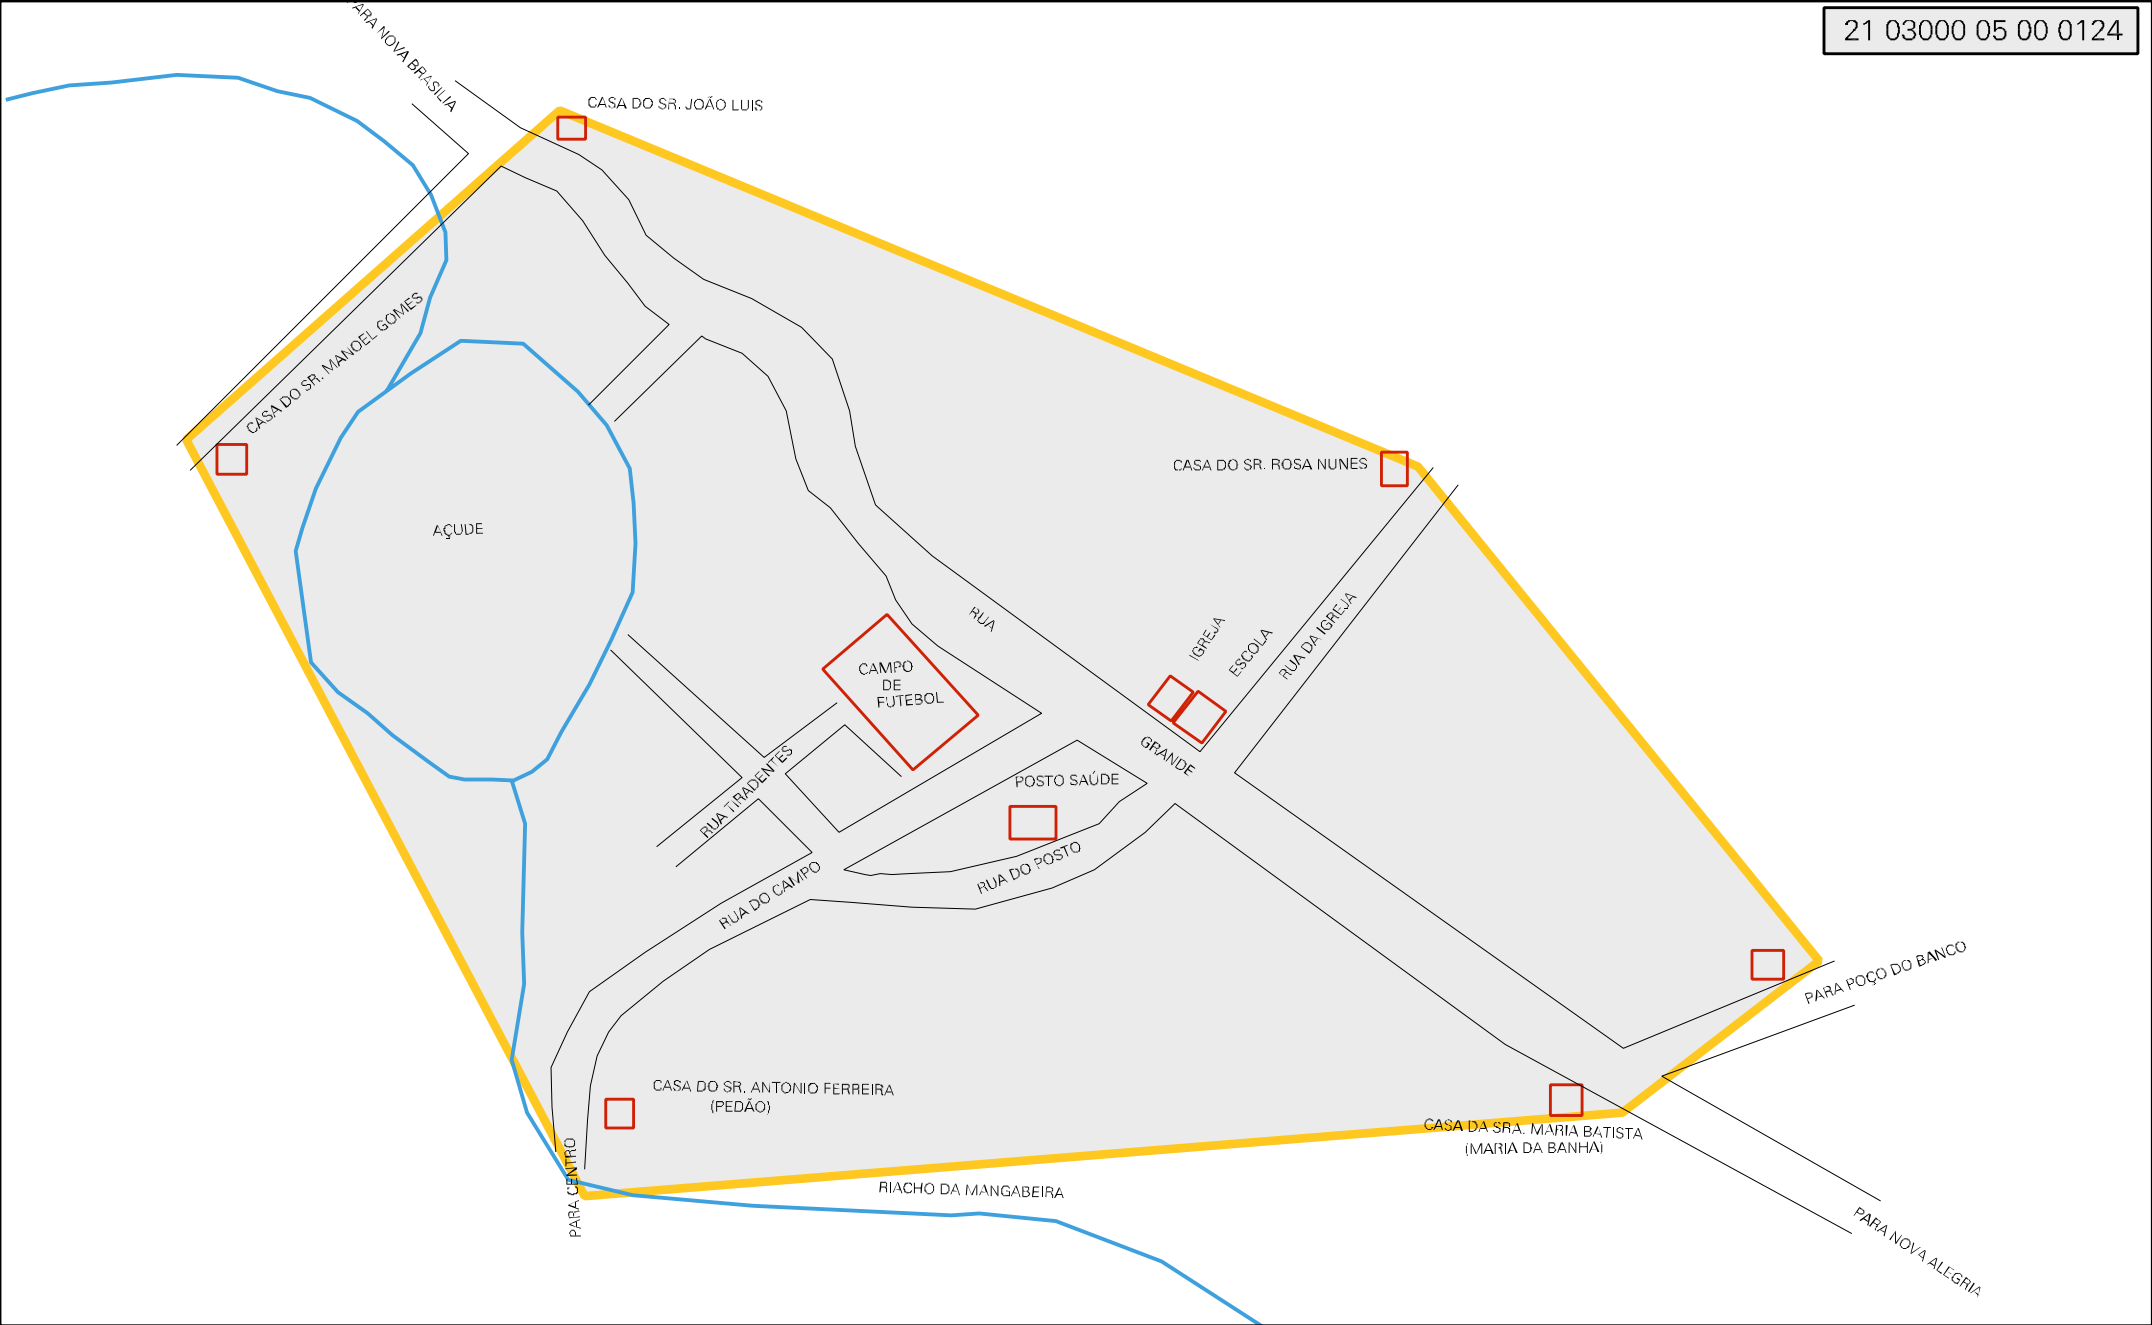 21 03000 05 00 0124
PARA NOVA BRASILIA
CASA DO SR. JOÃO LUIS
CASA DO SR. MANOEL GOMES
CASA DO SR. ROSA NUNES
AÇUDE
RUA
IGREJA
ESCOLA
RUA DA IGREJA
CAMPO
DE
FUTEBOL
GRANDE
RUA TIRADENTES
POSTO SAÚDE
RUA DO POSTO
RUA DO CAMPO
PARA POÇO DO BANCO
CASA DO SR. ANTONIO FERREIRA
(PEDÃO)
CASA DA SRA. MARIA BATISTA
(MARIA DA BANHA)
PARA CENTRO
RIACHO DA MANGABEIRA
PARA NOVA ALEGRIA